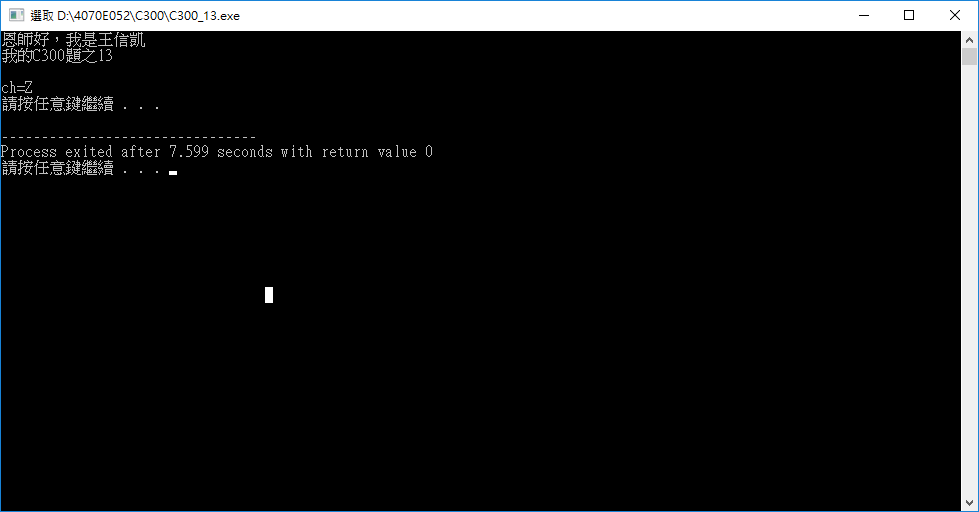 選取 D:\4070E052\C300\C300_13.exe
恩師好，我是王信凱
我的C300題之13
ch=Z
請按任意鍵繼續 . . .
--------------------------------
Process exited after 7.599 seconds with return value 0
請按任意鍵繼續 . . .